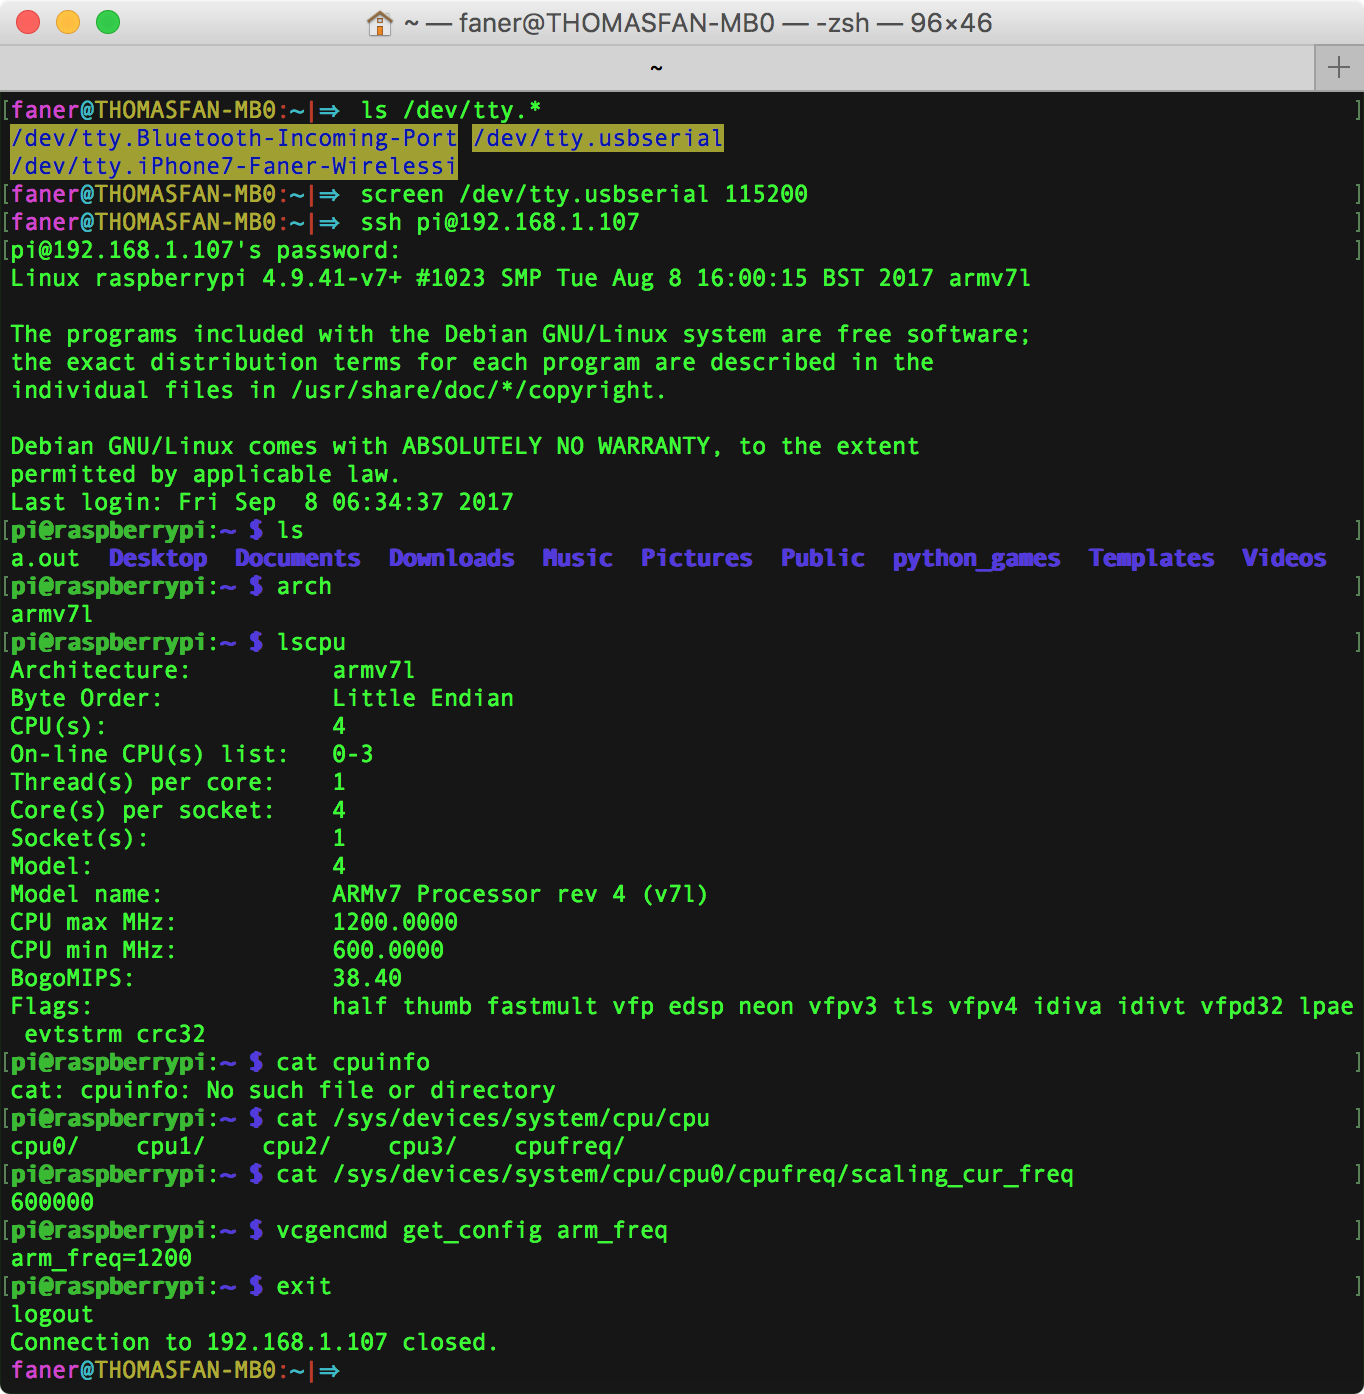 ~ — faner@THOMASFAN-MB0 — -zsh — 96×46
~
[faner@THOMASFAN-MB0:~|⇒  ls /dev/tty.* ]
/dev/tty.Bluetooth-Incoming-Port /dev/tty.usbserial
/dev/tty.iPhone7-Faner-Wirelessi
[faner@THOMASFAN-MB0:~|⇒  screen /dev/tty.usbserial 115200 ]
[faner@THOMASFAN-MB0:~|⇒  ssh pi@192.168.1.107 ]
[pi@192.168.1.107's password: ]
Linux raspberrypi 4.9.41-v7+ #1023 SMP Tue Aug 8 16:00:15 BST 2017 armv7l
The programs included with the Debian GNU/Linux system are free software;
the exact distribution terms for each program are described in the
individual files in /usr/share/doc/*/copyright.
Debian GNU/Linux comes with ABSOLUTELY NO WARRANTY, to the extent
permitted by applicable law.
Last login: Fri Sep  8 06:34:37 2017
[pi@raspberrypi:~ $ ls ]
a.out  Desktop  Documents  Downloads  Music  Pictures  Public  python_games  Templates  Videos
[pi@raspberrypi:~ $ arch ]
armv7l
[pi@raspberrypi:~ $ lscpu ]
Architecture:          armv7l
Byte Order:            Little Endian
CPU(s):                4
On-line CPU(s) list:   0-3
Thread(s) per core:    1
Core(s) per socket:    4
Socket(s):             1
Model:                 4
Model name:            ARMv7 Processor rev 4 (v7l)
CPU max MHz:           1200.0000
CPU min MHz:           600.0000
BogoMIPS:              38.40
Flags:                 half thumb fastmult vfp edsp neon vfpv3 tls vfpv4 idiva idivt vfpd32 lpae
 evtstrm crc32
[pi@raspberrypi:~ $ cat cpuinfo ]
cat: cpuinfo: No such file or directory
[pi@raspberrypi:~ $ cat /sys/devices/system/cpu/cpu ]
cpu0/    cpu1/    cpu2/    cpu3/    cpufreq/
[pi@raspberrypi:~ $ cat /sys/devices/system/cpu/cpu0/cpufreq/scaling_cur_freq ]
600000
[pi@raspberrypi:~ $ vcgencmd get_config arm_freq ]
arm_freq=1200
[pi@raspberrypi:~ $ exit ]
logout
Connection to 192.168.1.107 closed.
faner@THOMASFAN-MB0:~|⇒